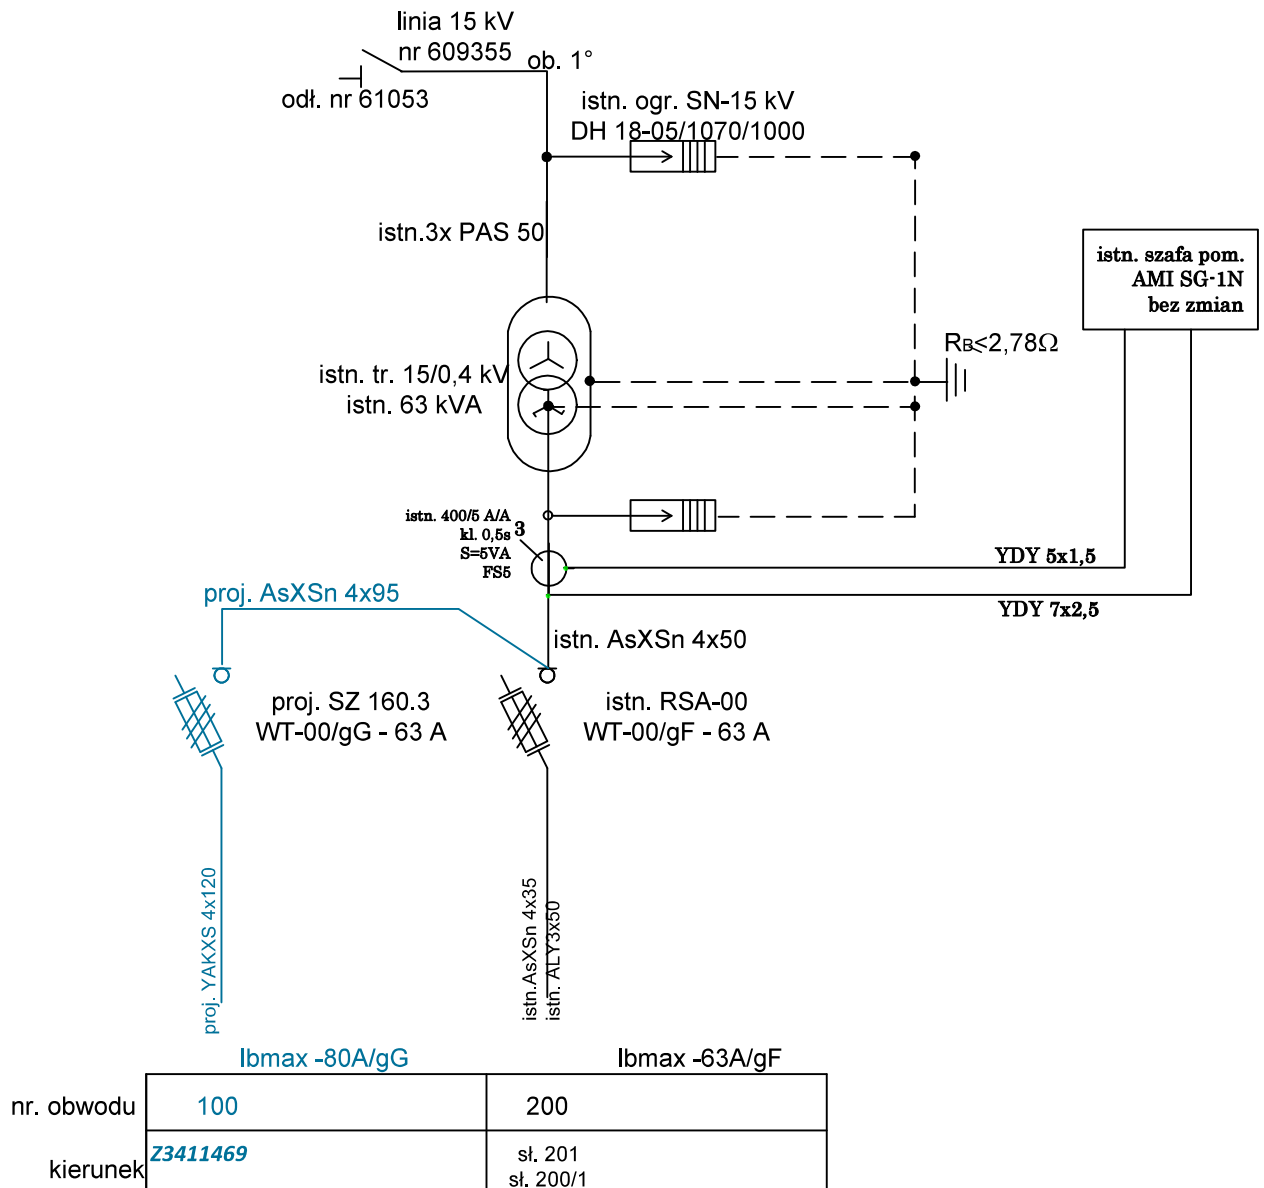 linia 15 kV
nr 609355
ob. 1°
odł. nr 61053
istn. ogr. SN-15 kV
DH 18-05/1070/1000
istn.3x PAS 50
istn. szafa pom.
AMI SG-1N
bez zmian
RB<2,78Ω
istn. tr. 15/0,4 kV
istn. 63 kVA
istn. 400/5 A/A
kl. 0,5s
S=5VA
FS5
3
YDY 5x1,5
YDY 7x2,5
proj. AsXSn 4x95
istn. AsXSn 4x50
proj. SZ 160.3
WT-00/gG - 63 A
istn. RSA-00
WT-00/gF - 63 A
proj. YAKXS 4x120
istn.AsXSn 4x35
istn. ALY3x50
Ibmax -80A/gG
Ibmax -63A/gF
nr. obwodu
100
200
kierunek
Z3411469
sł. 201
sł. 200/1